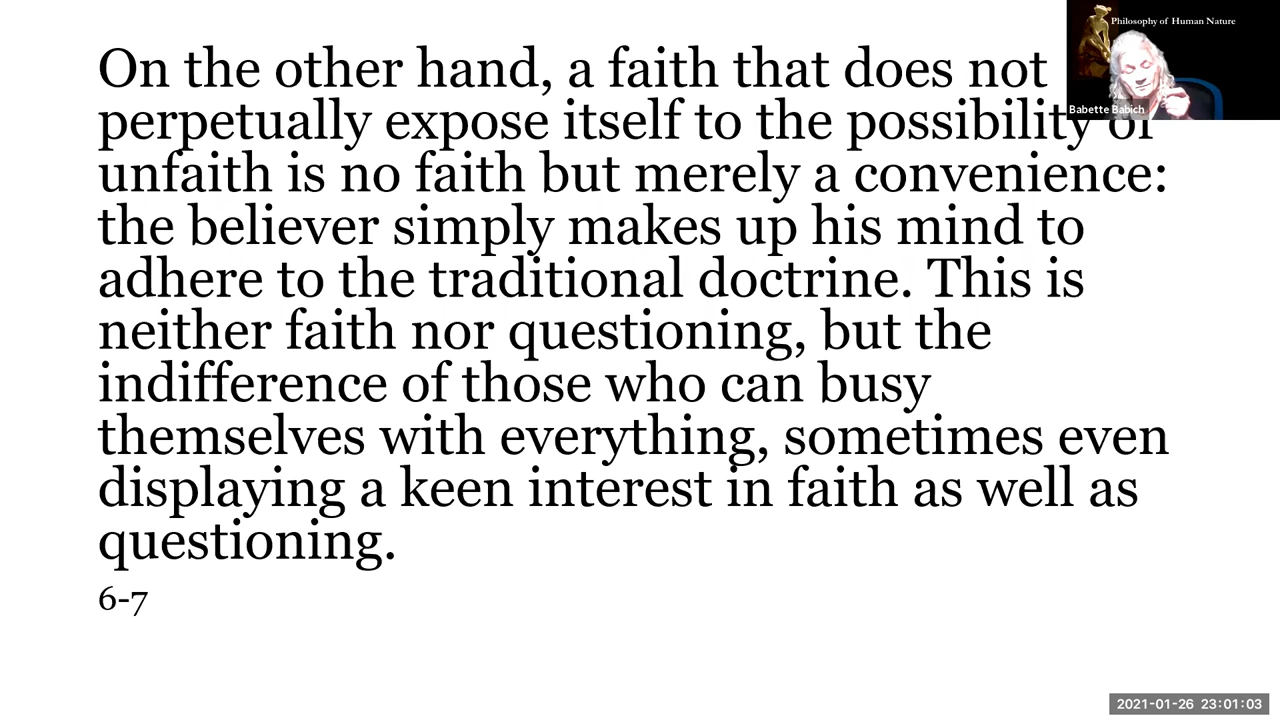 Philosophy of Human Nature
Babette Babich
On the other hand, a faith that does not
perpetually expose itself to the possibility of
unfaith is no faith but merely a convenience:
the believer simply makes up his mind to
adhere to the traditional doctrine. This is
neither faith nor questioning, but the
indifference of those who can busy
themselves with everything, sometimes even
displaying a keen interest in faith as well as
questioning.
6-7
2021-01-26 23:01:03